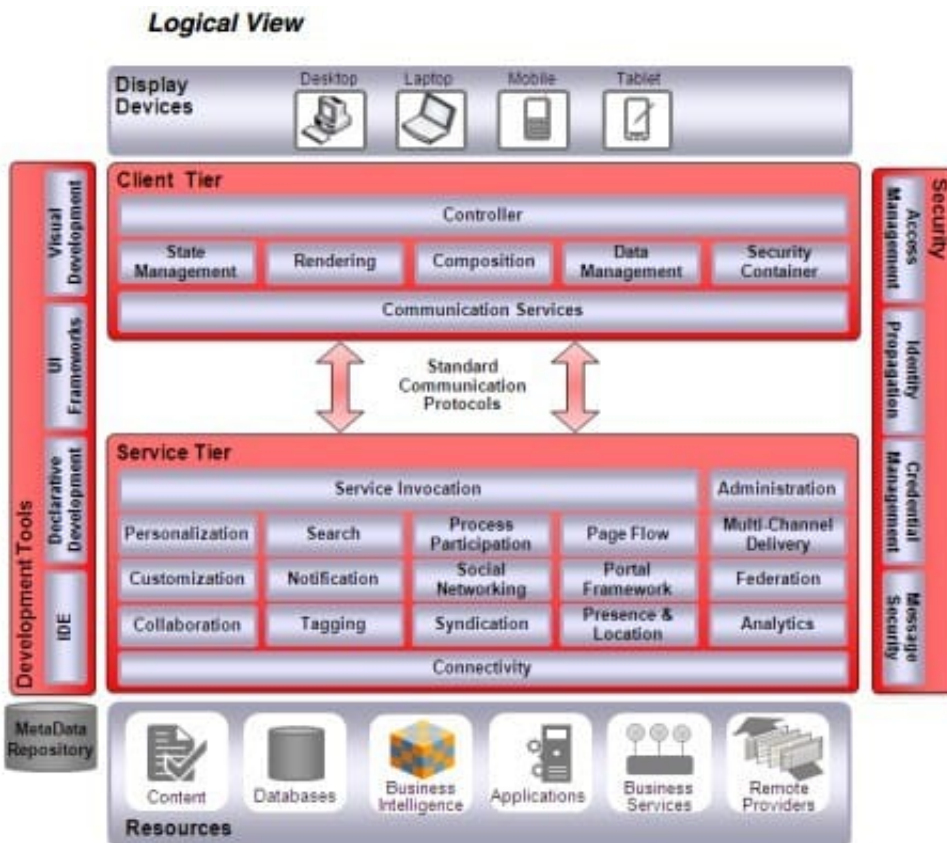 Logical View
Display
Devices
Desktop
Laptop
Mobile
Tablet
Development Tools
Visual
Development
UI
Frameworks
Declarative
Development
IDE
Client Tier
Controller
State
Management
Rendering
Composition
Data
Management
Security
Container
Communication Services
Standard
Communication
Protocols
Service Tier
Service Invocation
Administration
Personalization
Search
Process
Participation
Page Flow
Multi-Channel
Delivery
Customization
Notification
Social
Networking
Portal
Framework
Federation
Collaboration
Tagging
Syndication
Presence &
Location
Analytics
Connectivity
Security
Access
Management
Identity
Propagation
Credential
Management
Message
Security
MetaData
Repository
Content
Databases
Business
Intelligence
Applications
Business
Services
Remote
Providers
Resources